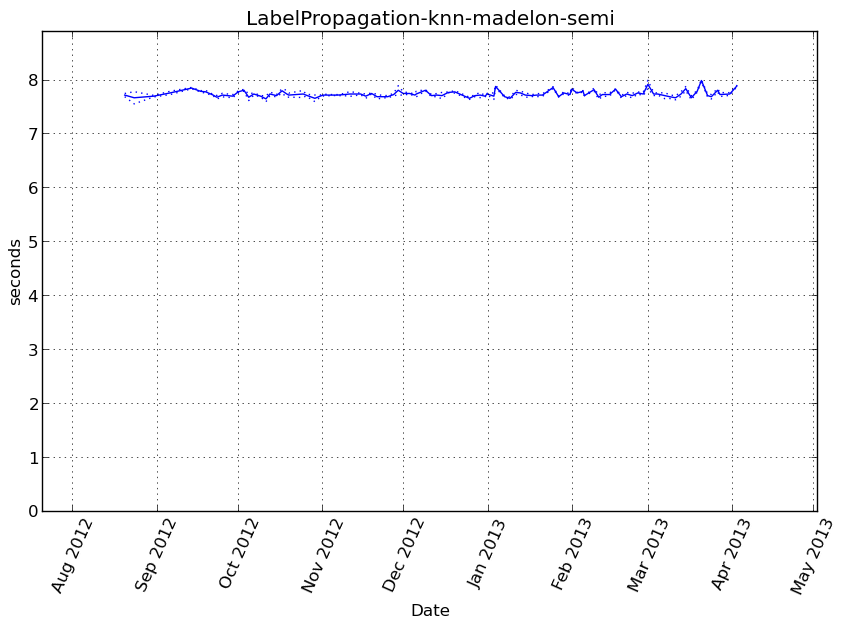 LabelPropagation-knn-madelon-semi
seconds
8
7
6
5
4
3
2
1
0
Aug 2012
Sep 2012
Oct 2012
Nov 2012
Dec 2012
Jan 2013
Feb 2013
Mar 2013
Apr 2013
May 2013
Date